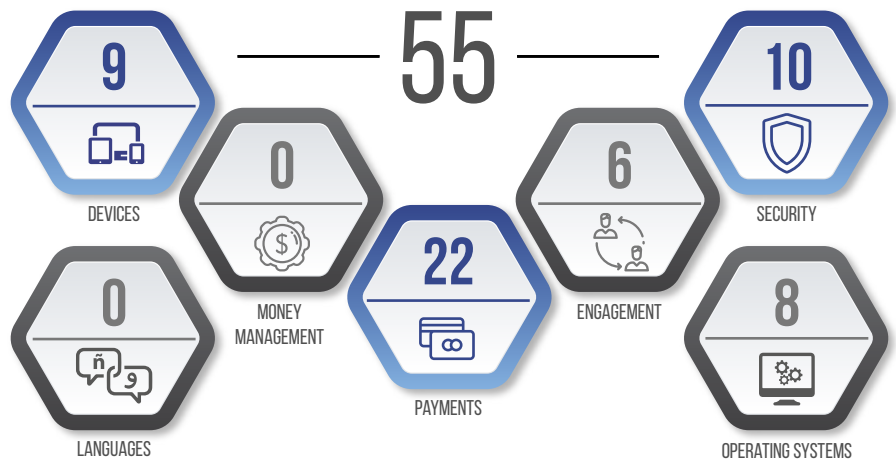 55
9
DEVICES
10
SECURITY
0
$
MONEY
MANAGEMENT
6
ENGAGEMENT
22
PAYMENTS
0
ñ
و
LANGUAGES
8
OPERATING SYSTEMS